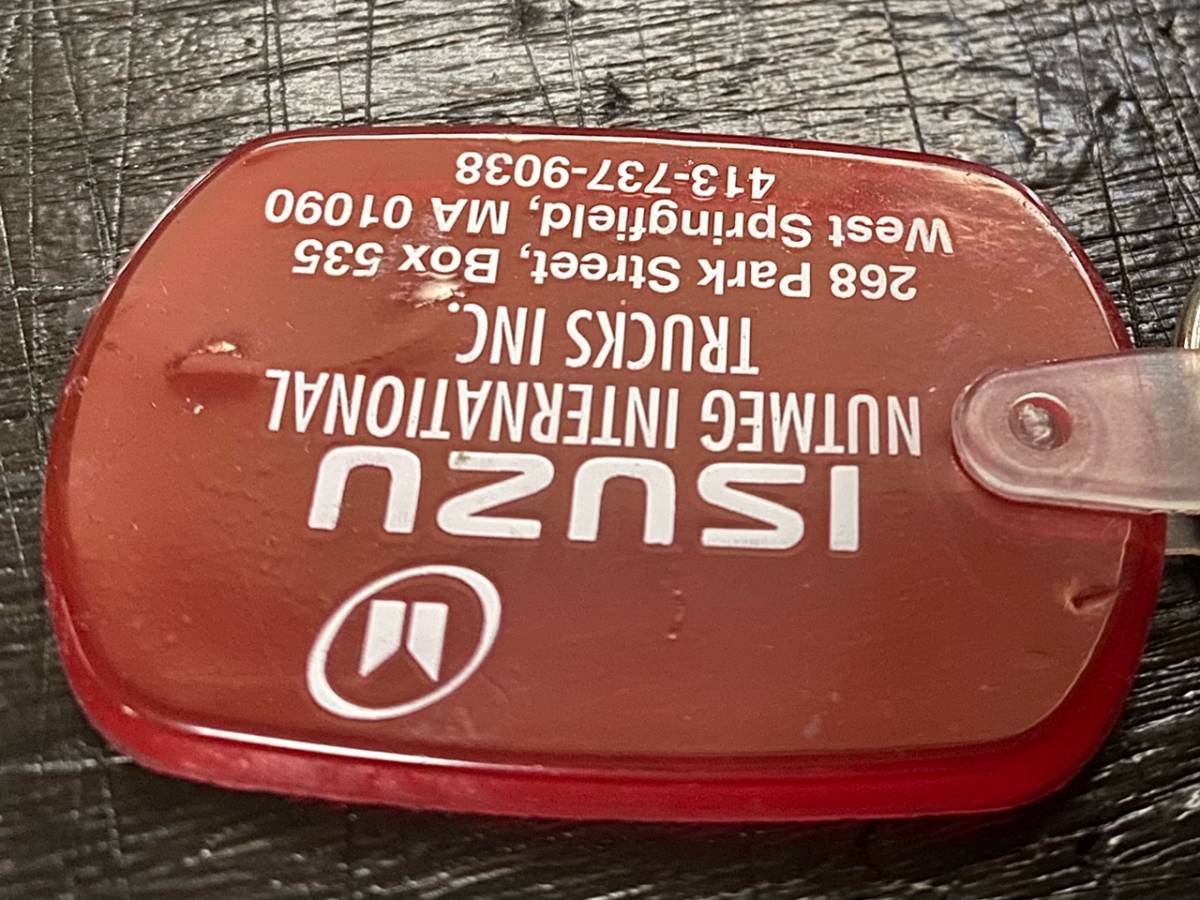 ISUZU
NUTMEG INTERNATIONAL
TRUCKS INC.
268 Park Street, Box 535
West Springfield, MA 01090
413-737-9038